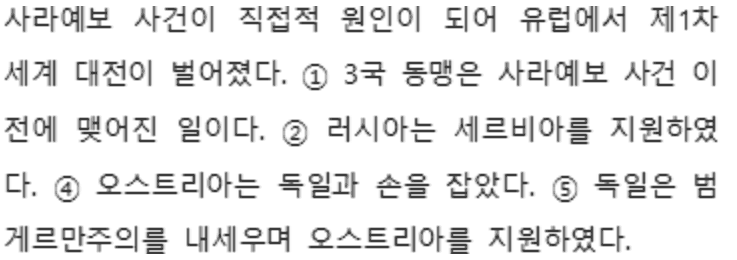 사라예보 사건이 직접적 원인이 되어 유럽에서 제1차
세계 대전이 벌어졌다. ① 3국 동맹은 사라예보 사건 이
전에 맺어진 일이다. ② 러시아는 세르비아를 지원하였
다. ④ 오스트리아는 독일과 손을 잡았다. ⑤ 독일은 범
게르만주의를 내세우며 오스트리아를 지원하였다.